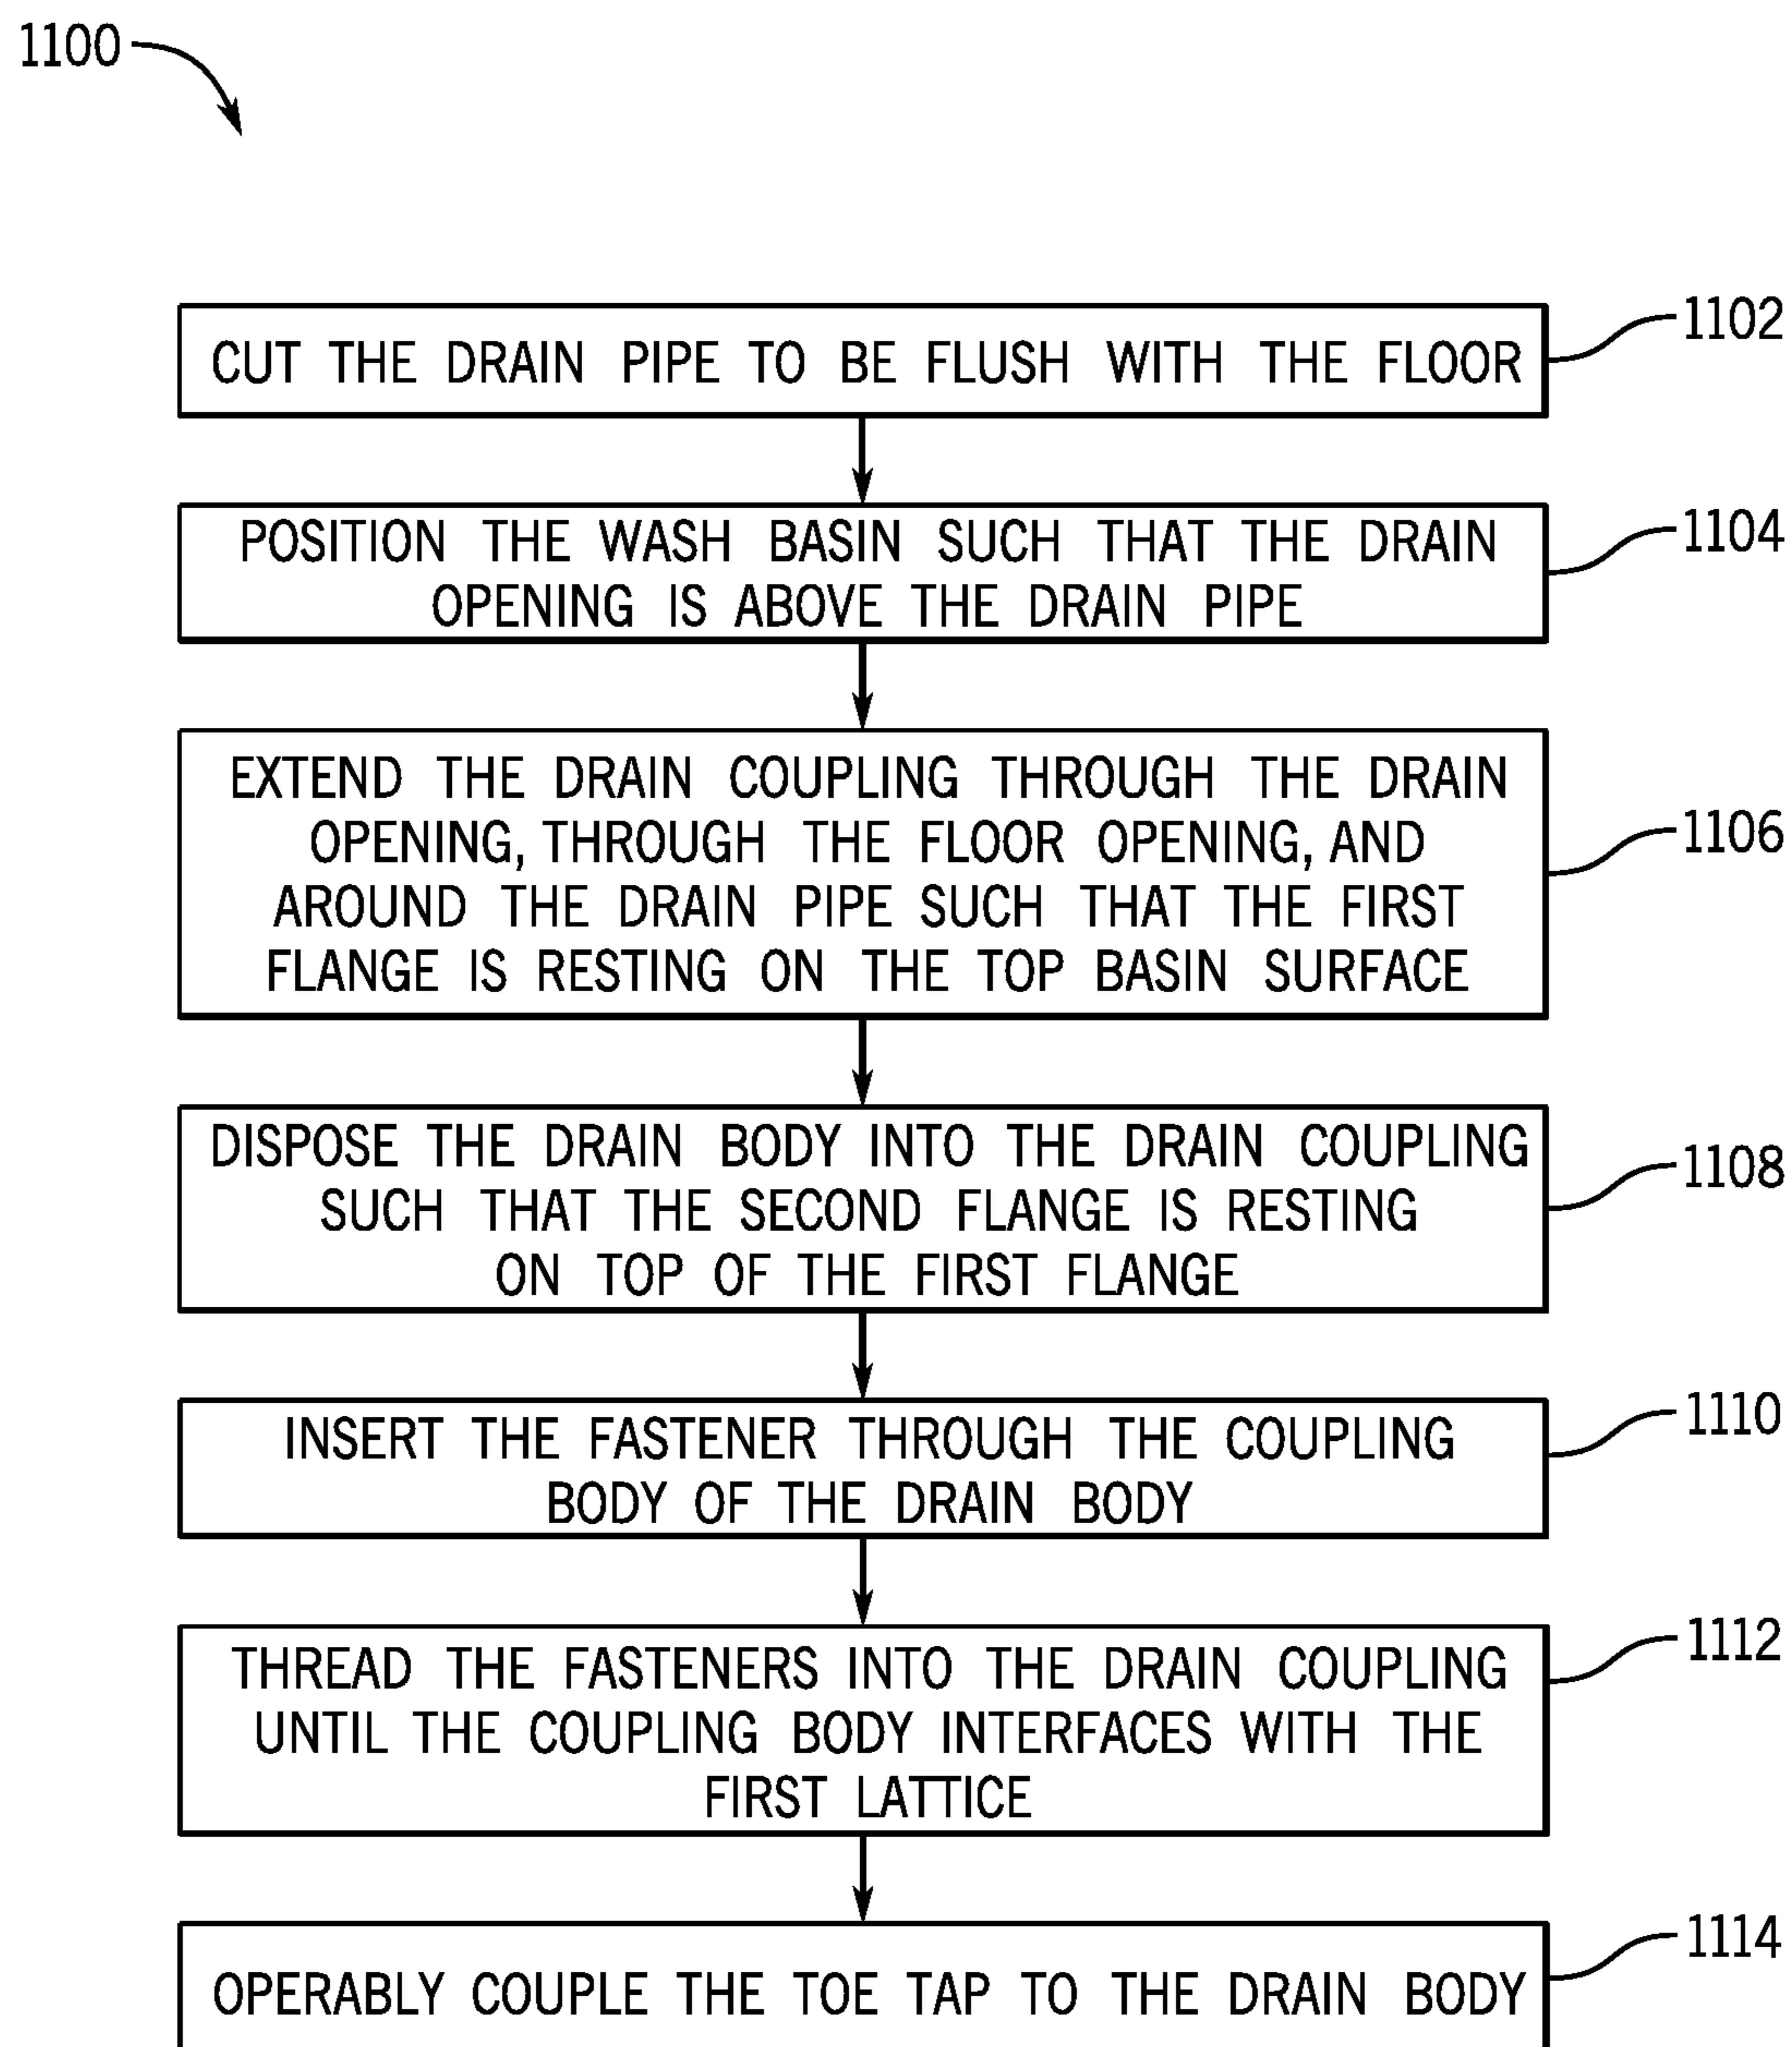 1100
CUT THE DRAIN PIPE TO BE FLUSH WITH THE FLOOR
1102
POSITION THE WASH BASIN SUCH THAT THE DRAIN
OPENING IS ABOVE THE DRAIN PIPE
1104
EXTEND THE DRAIN COUPLING THROUGH THE DRAIN
OPENING, THROUGH THE FLOOR OPENING, AND
AROUND THE DRAIN PIPE SUCH THAT THE FIRST
FLANGE IS RESTING ON THE TOP BASIN SURFACE
1106
DISPOSE THE DRAIN BODY INTO THE DRAIN COUPLING
SUCH THAT THE SECOND FLANGE IS RESTING
ON TOP OF THE FIRST FLANGE
1108
INSERT THE FASTENER THROUGH THE COUPLING
BODY OF THE DRAIN BODY
1110
THREAD THE FASTENERS INTO THE DRAIN COUPLING
UNTIL THE COUPLING BODY INTERFACES WITH THE
FIRST LATTICE
1112
OPERABLY COUPLE THE TOE TAP TO THE DRAIN BODY
1114